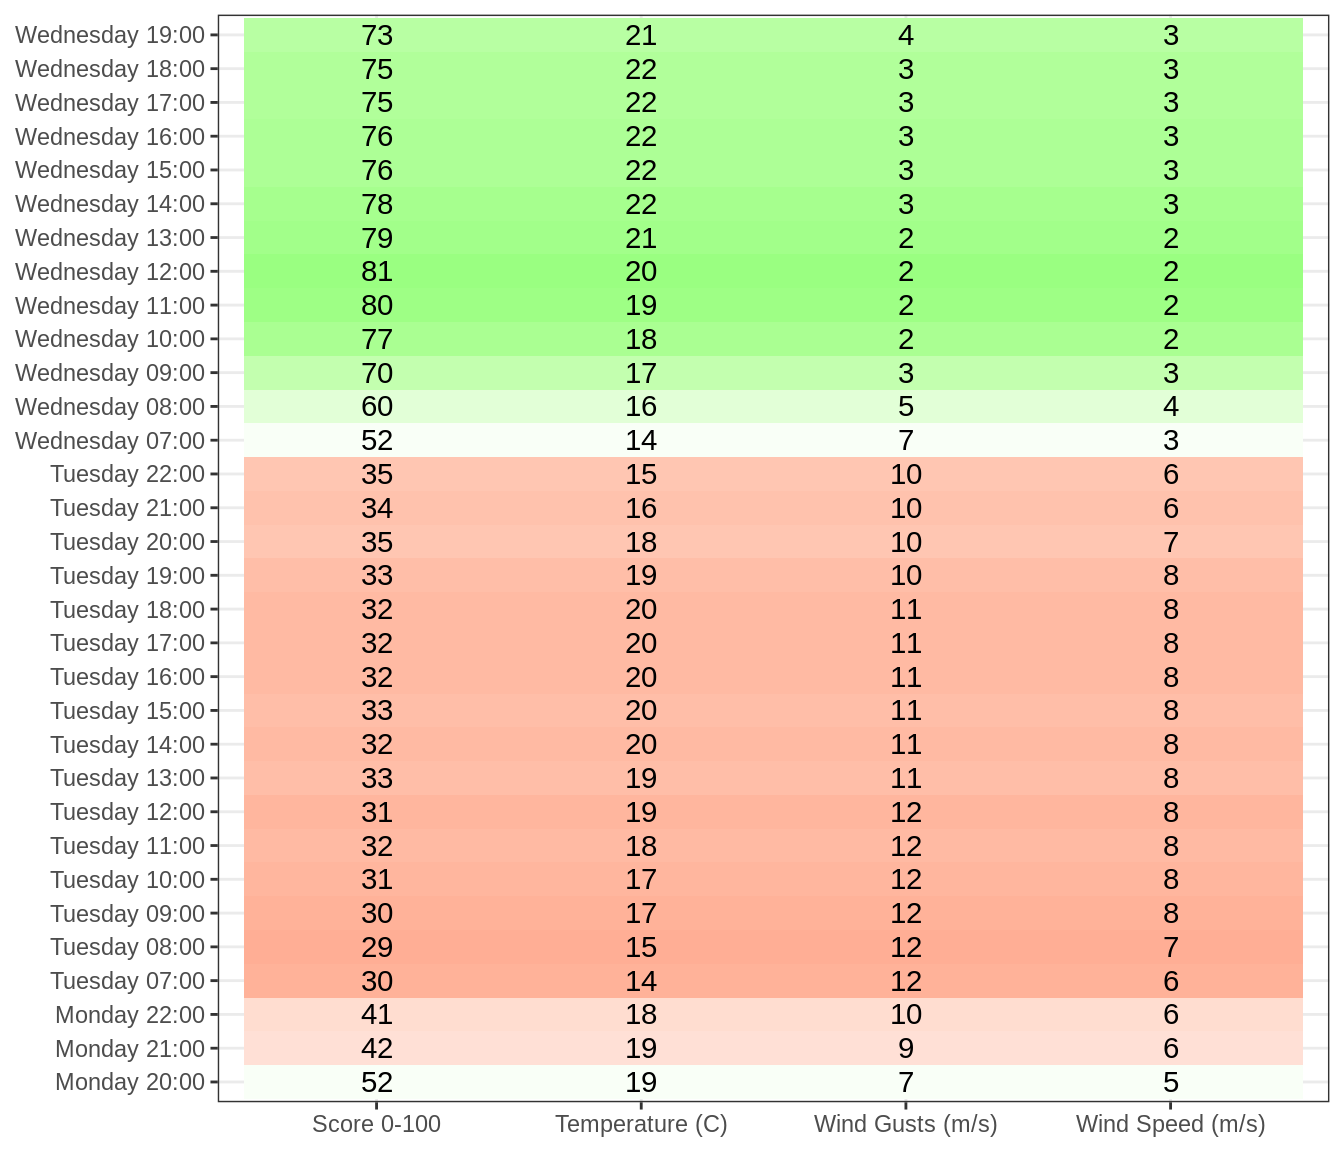 Wednesday 19:00 73 21 4 3
Wednesday 18:00 75 22 3 3
Wednesday 17:00 75 22 3 3
Wednesday 16:00 76 22 3 3
Wednesday 15:00 76 22 3 3
Wednesday 14:00 78 22 3 3
Wednesday 13:00 79 21 2 2
Wednesday 12:00 81 20 2 2
Wednesday 11:00 80 19 2 2
Wednesday 10:00 77 18 2 2
Wednesday 09:00 70 17 3 3
Wednesday 08:00 60 16 5 4
Wednesday 07:00 52 14 7 3
Tuesday 22:00 35 15 10 6
Tuesday 21:00 34 16 10 6
Tuesday 20:00 35 18 10 7
Tuesday 19:00 33 19 10 8
Tuesday 18:00 32 20 11 8
Tuesday 17:00 32 20 11 8
Tuesday 16:00 32 20 11 8
Tuesday 15:00 33 20 11 8
Tuesday 14:00 32 20 11 8
Tuesday 13:00 33 19 11 8
Tuesday 12:00 31 19 12 8
Tuesday 11:00 32 18 12 8
Tuesday 10:00 31 17 12 8
Tuesday 09:00 30 17 12 8
Tuesday 08:00 29 15 12 7
Tuesday 07:00 30 14 12 6
Monday 22:00 41 18 10 6
Monday 21:00 42 19 9 6
Monday 20:00 52 19 7 5
Score 0-100 Temperature (C) Wind Gusts (m/s) Wind Speed (m/s)